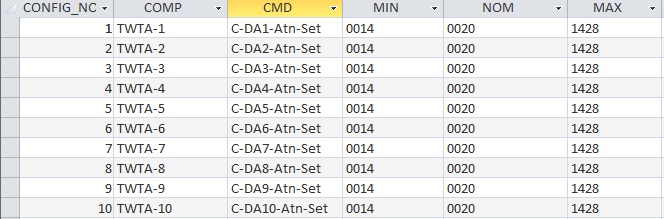 CONFIG_NO COMP CMD MIN NOM MAX
1 TWTA-1 C-DA1-Atn-Set 0014 0020 1428
2 TWTA-2 C-DA2-Atn-Set 0014 0020 1428
3 TWTA-3 C-DA3-Atn-Set 0014 0020 1428
4 TWTA-4 C-DA4-Atn-Set 0014 0020 1428
5 TWTA-5 C-DA5-Atn-Set 0014 0020 1428
6 TWTA-6 C-DA6-Atn-Set 0014 0020 1428
7 TWTA-7 C-DA7-Atn-Set 0014 0020 1428
8 TWTA-8 C-DA8-Atn-Set 0014 0020 1428
9 TWTA-9 C-DA9-Atn-Set 0014 0020 1428
10 TWTA-10 C-DA10-Atn-Set 0014 0020 1428